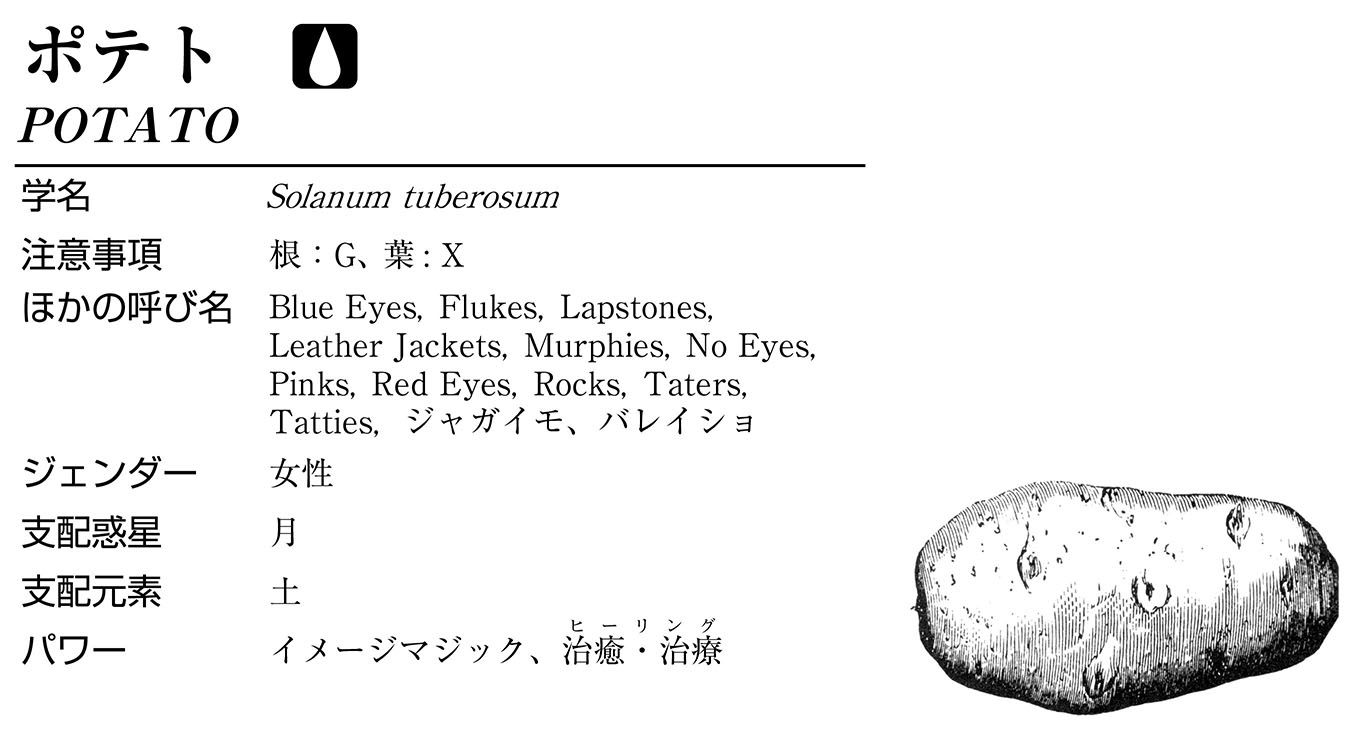 ポテト
POTATO
学名 Solanum tuberosum
注意事項 根：G、葉：X
ほかの呼び名 Blue Eyes, Flukes, Lapstones,
Leather Jackets, Murphies, No Eyes,
Pinks, Red Eyes, Rocks, Taters,
Tatties, ジャガイモ、バレイショ
ジェンダー 女性
支配惑星 月
支配元素 土
ヒーリング
パワー イメージマジック、治癒・治療